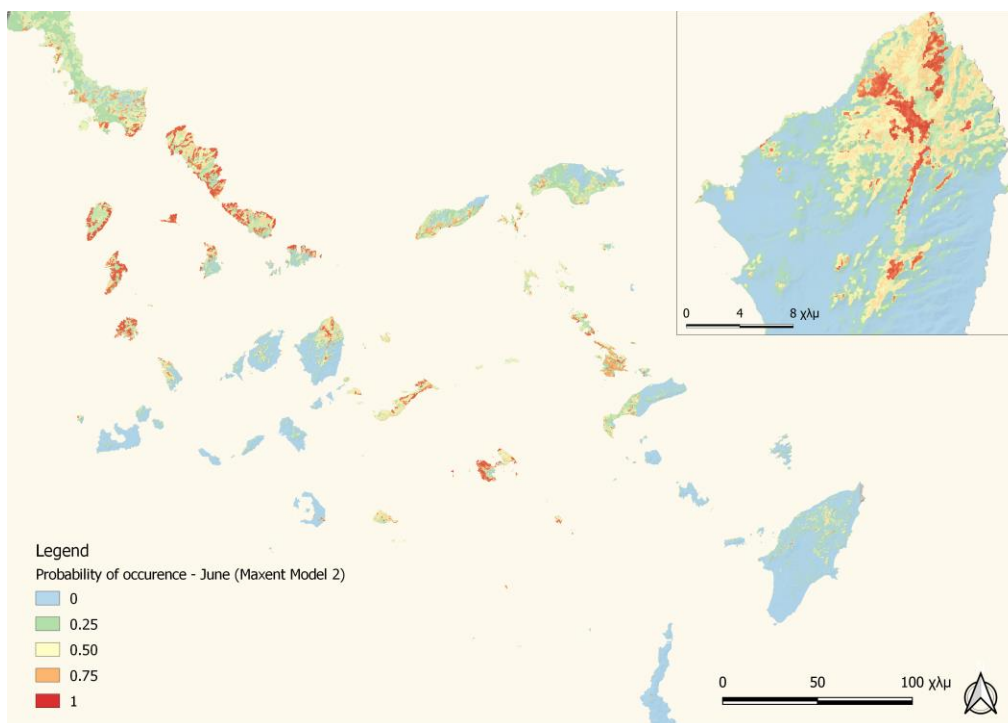 0 4 8 χλμ
Legend
Probability of occurence - June (Maxent Model 2)
0
0.25
0.50
0.75
1
0 50 100 χλμ